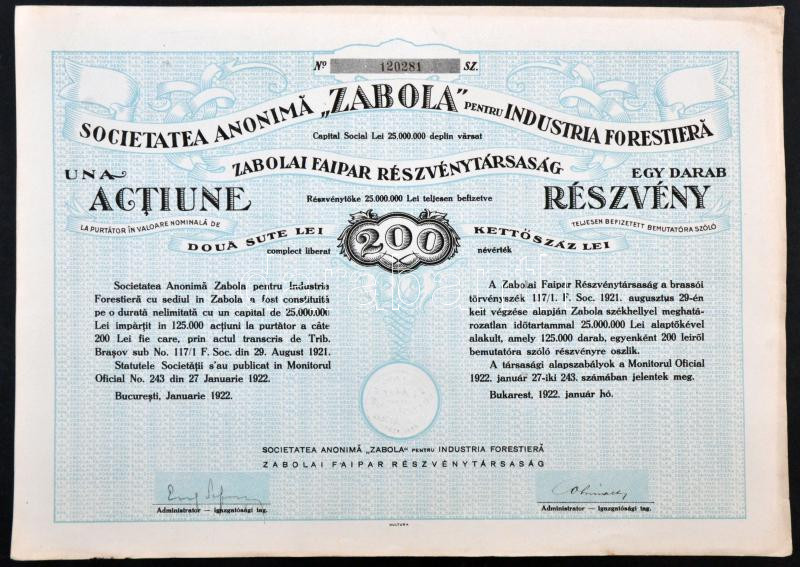 Nº 120281 SZ.
SOCIETATEA ANONIMĂ „ZABOLA" PENTRU INDUSTRIA FORESTIERĂ
Capital Social Lei 25.000.000 deplin vărsat
ZABOLAI FAIPAR RÉSZVÉNYTÁRSASÁG
UNA
ACȚIUNE
LA PURTĂTOR ÎN VALOARE NOMINALĂ DE
DOUĂ SUTE LEI
complect liberat
Részvénytőke 25.000.000 Lei teljesen befizetve
200
EGY DARAB
RÉSZVÉNY
TELJESEN BEFIZETETT BEMUTATÓRA SZÓLÓ
KETTŐSZÁZ LEI
névérték
Societatea Anonimă Zabola pentru Industria
Forestieră cu sediul in Zabola a fost constituită
pe o durată nelimitată cu un capital de 25.000.000
Lei împărțit in 125.000 acțiuni la purtător a câte
200 Lei fie care, prin actul transcris de Trib.
Brașov sub No. 117/1 F. Soc. din 29. August 1921.
Statutele Societății s'au publicat in Monitorul
Oficial No. 243 din 27 Januarie 1922.
București, Januarie 1922.
A Zabolai Faipar Részvénytársaság a brassói
törvényszék 117/1. F. Soc. 1921. augusztus 29-én
keit végzése alapján Zabola székhellyel meghatá-
rozatlan időtartammal 25.000.000 Lei alaptőkével
alakult, amely 125.000 darab, egyenként 200 leiről
bemutatóra szóló részvényre oszlik.
A társasági alapszabályok a Monitorul Oficial
1922. január 27-iki 243. számában jelentek meg.
Bukarest, 1922. január hó.
SOCIETATEA ANONIMĂ „ZABOLA" PENTRU INDUSTRIA FORESTIERĂ
ZABOLAI FAIPAR RÉSZVÉNYTÁRSASÁG
Administrator — igazgatósági tag.
Administrator — igazgatósági tag.
KULTURA